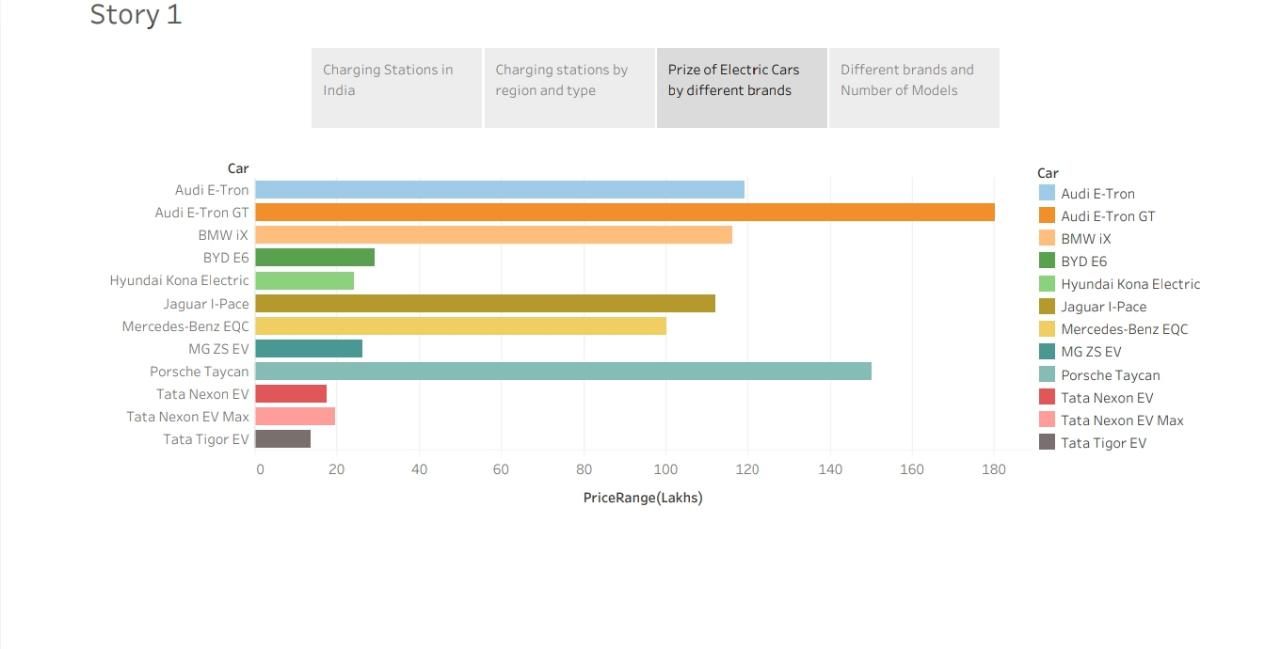 Story 1
Charging Stations in
India
Charging stations by
region and type
Prize of Electric Cars
by different brands
Different brands and
Number of Models
Car
Audi E-Tron
Audi E-Tron GT
BMW iX
BYD E6
Hyundai Kona Electric
Jaguar I-Pace
Mercedes-Benz EQC
MG ZS EV
Porsche Taycan
Tata Nexon EV
Tata Nexon EV Max
Tata Tigor EV
0 20 40 60 80 100 120 140 160 180
PriceRange(Lakhs)
Car
Audi E-Tron
Audi E-Tron GT
BMW iX
BYD E6
Hyundai Kona Electric
Jaguar I-Pace
Mercedes-Benz EQC
MG ZS EV
Porsche Taycan
Tata Nexon EV
Tata Nexon EV Max
Tata Tigor EV